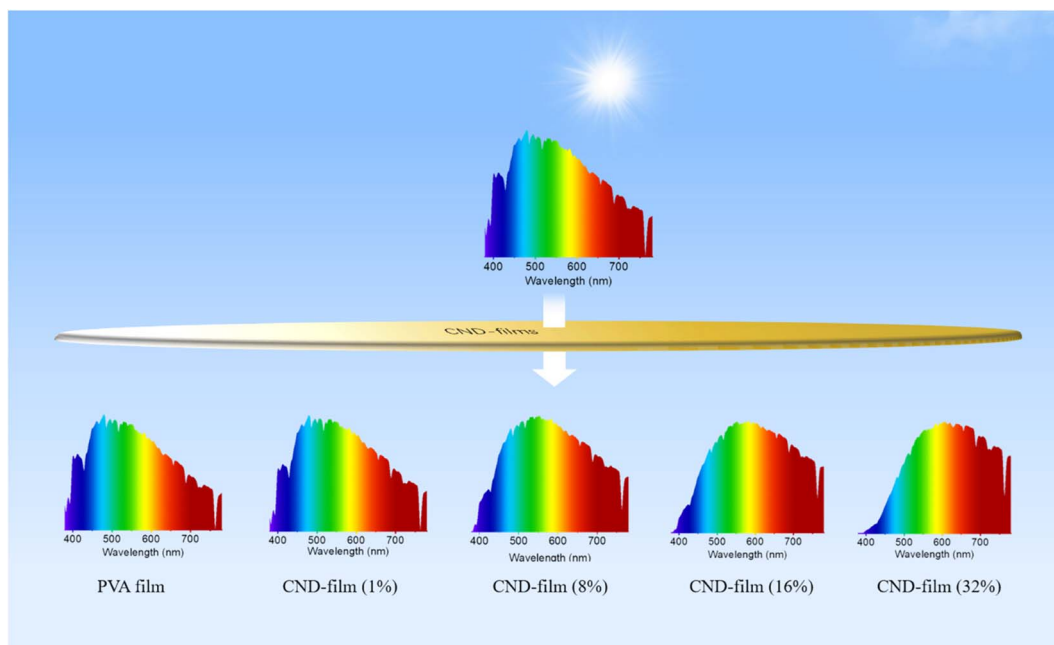 400 500 600 700
Wavelength (nm)
CND-films
400 500 600 700
Wavelength (nm)
PVA film
400 500 600 700
Wavelength (nm)
CND-film (1%)
400 500 600 700
Wavelength (nm)
CND-film (8%)
400 500 600 700
Wavelength (nm)
CND-film (16%)
400 500 600 700
Wavelength (nm)
CND-film (32%)